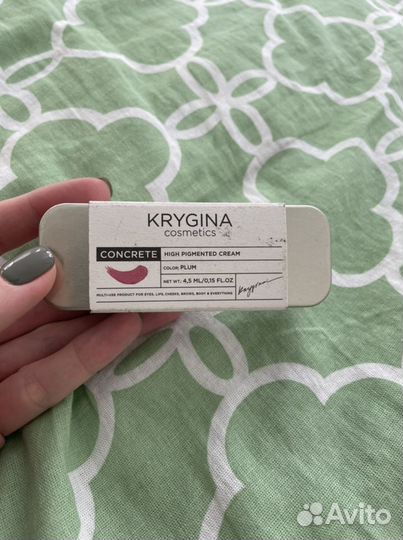 KRYGINA
cosmetics
CONCRETE
HIGH PIGMENTED CREAM
COLOR: PLUM
NET WT: 4,5 ML/0,15 FL.OZ
MULTI-USE PRODUCT FOR EYES, LIPS, CHEEKS, BROWS, BODY & EVERYTHING
Avito